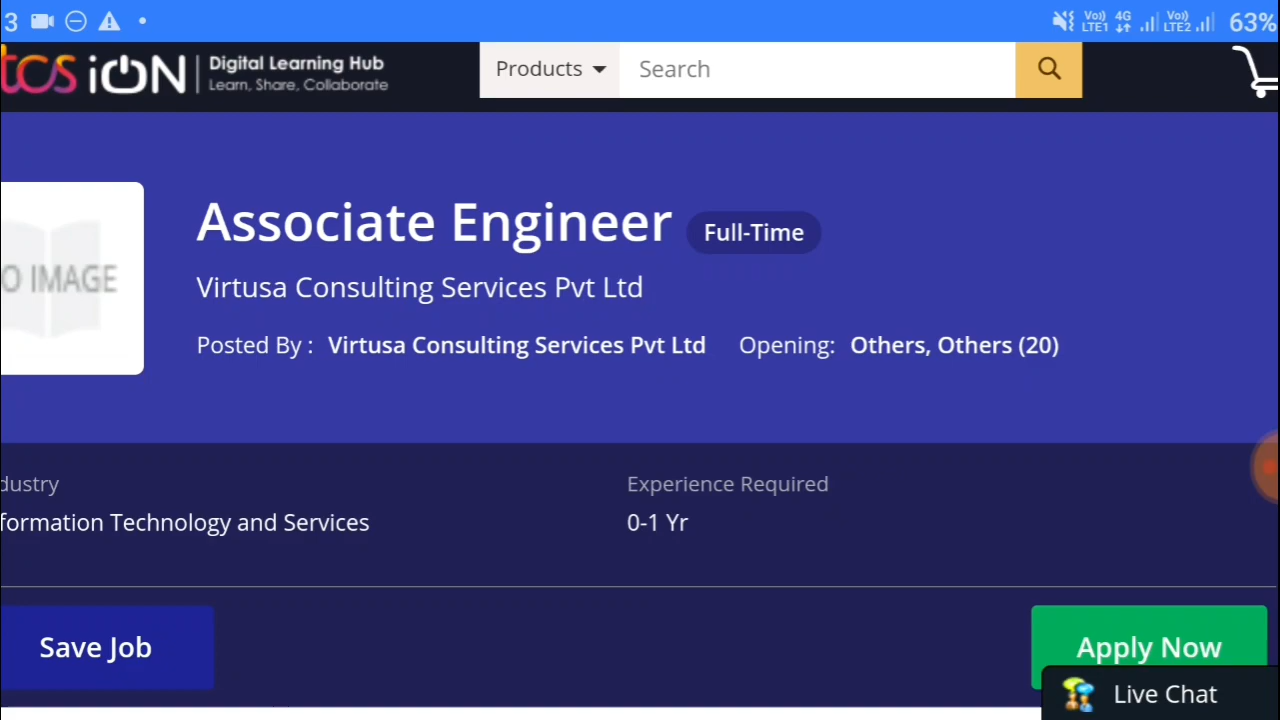 3 Vo) LTE1 4G Vo) LTE2 63%
tcs iON Digital Learning Hub
Learn, Share, Collaborate
Products Search
Associate Engineer Full-Time
Virtusa Consulting Services Pvt Ltd
O IMAGE
Posted By : Virtusa Consulting Services Pvt Ltd Opening: Others, Others (20)
dustry Experience Required
formation Technology and Services 0-1 Yr
Save Job Apply Now
Live Chat